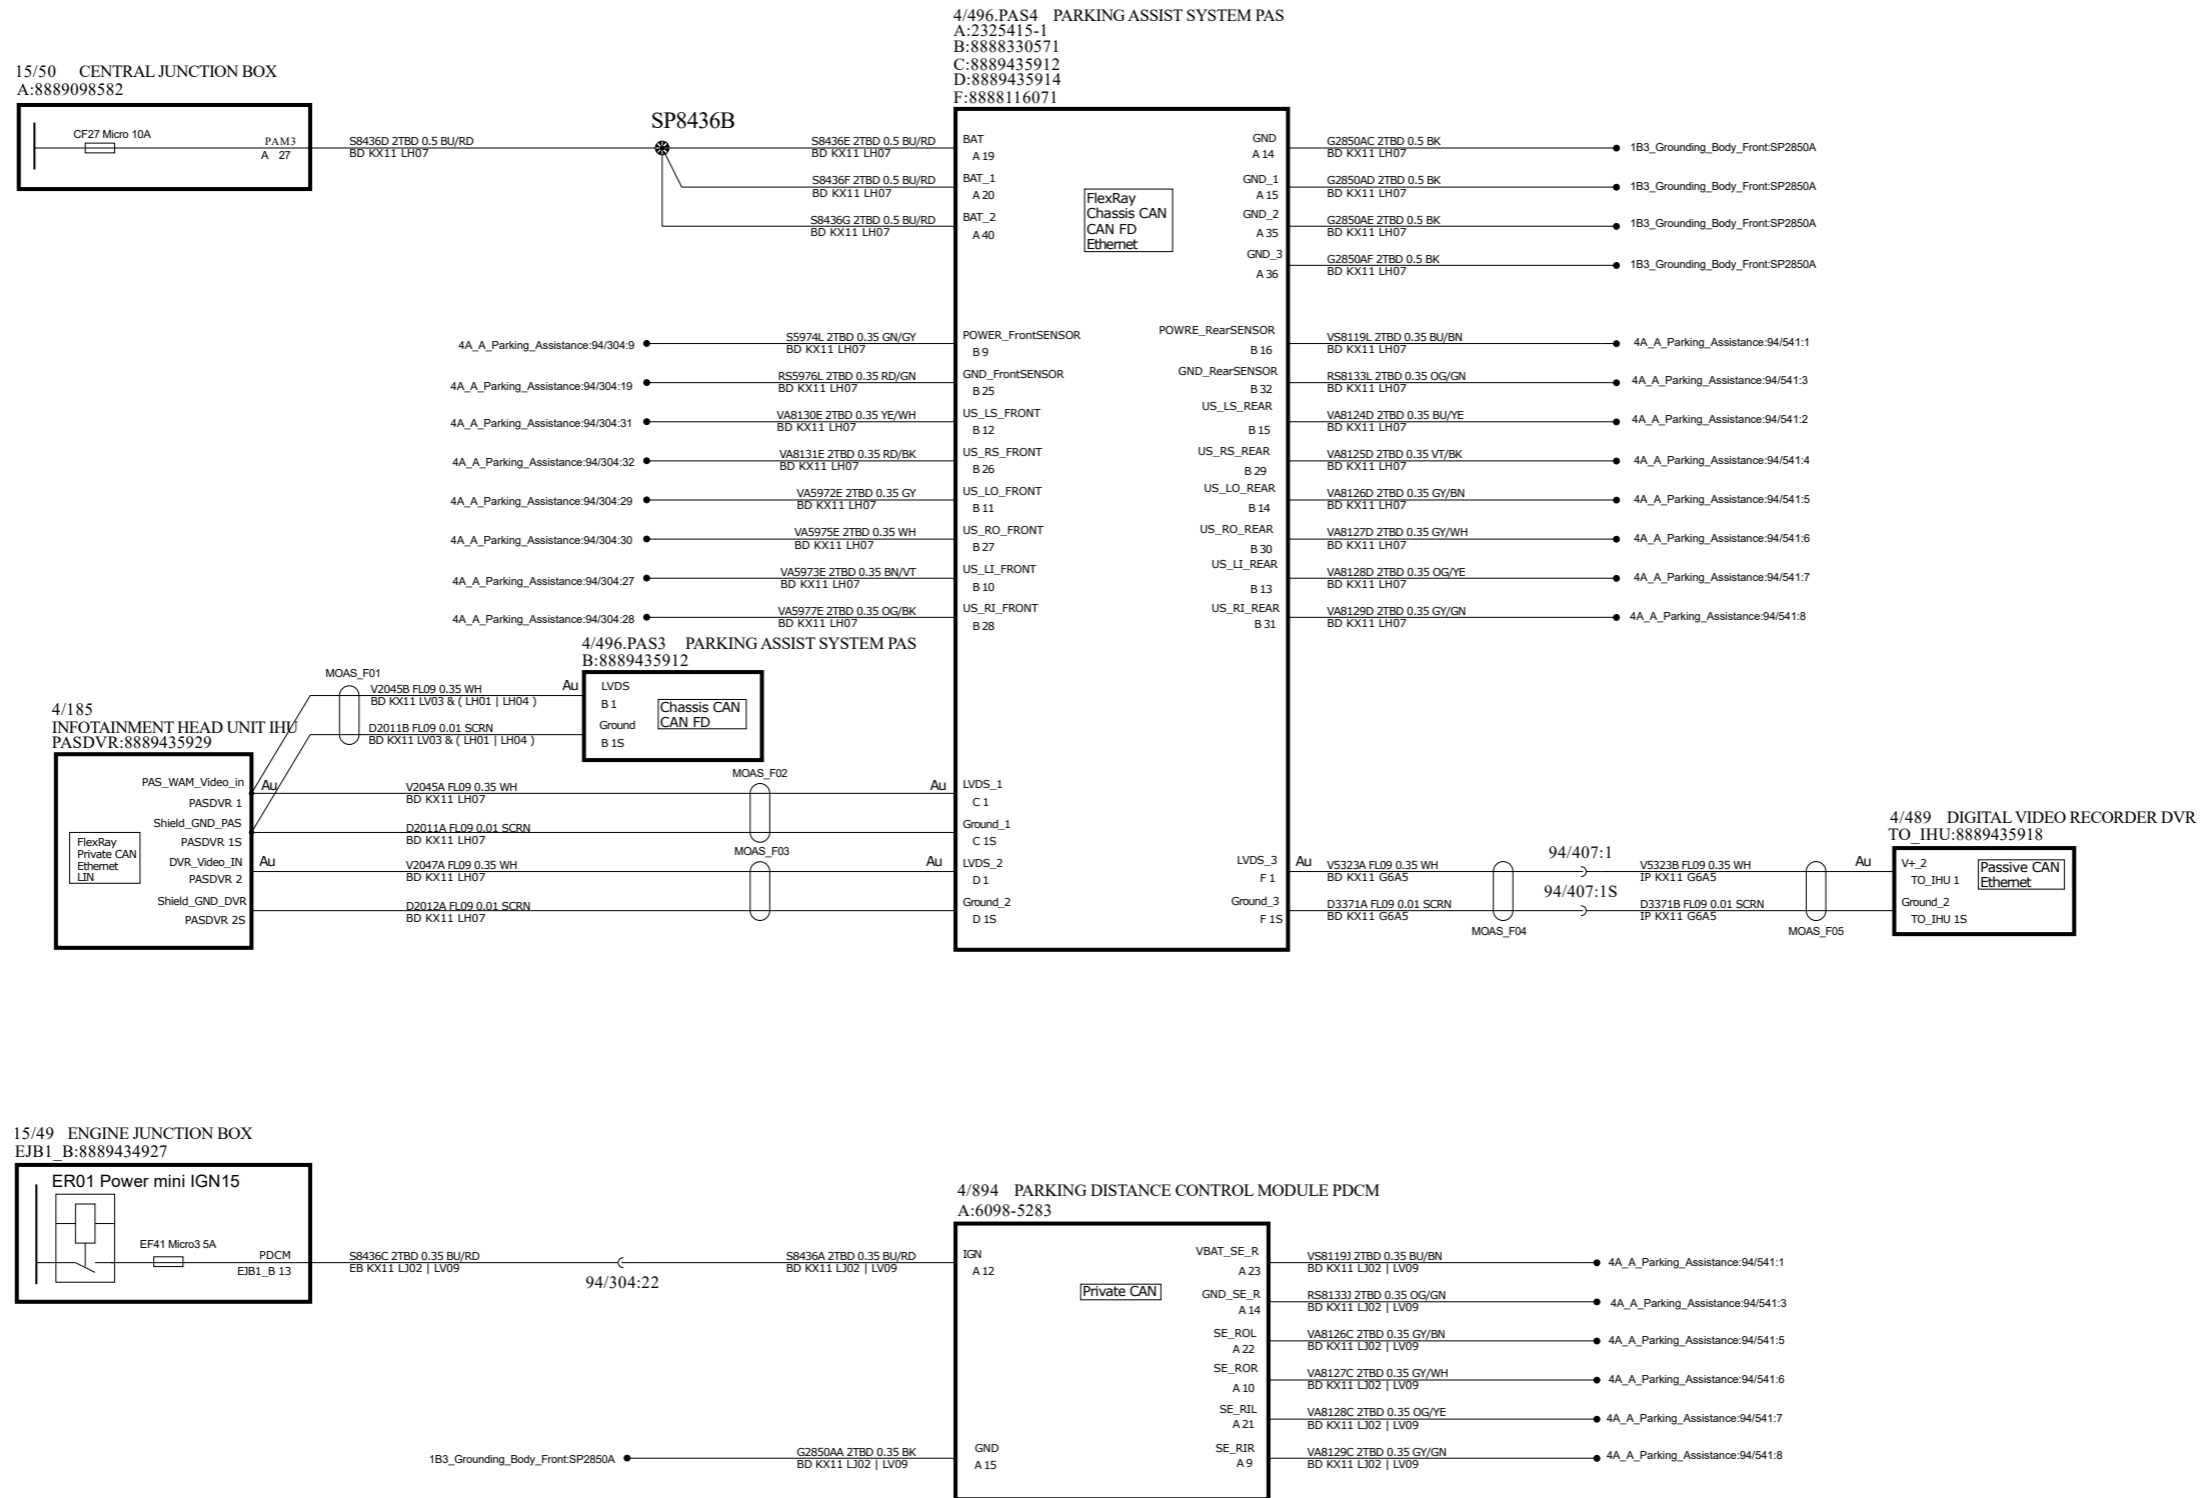 4/496.PAS4 PARKING ASSIST SYSTEM PAS
A:2325415-1
B:8888330571
C:8889435912
D:8889435914
F:8888116071
15/50 CENTRAL JUNCTION BOX
A:8889098582
CF27 Micro 10A
PAM3
A 27
S8436D 2TBD 0.5 BU/RD
BD KX11 LH07
SP8436B
S8436E 2TBD 0.5 BU/RD
BD KX11 LH07
S8436F 2TBD 0.5 BU/RD
BD KX11 LH07
S8436G 2TBD 0.5 BU/RD
BD KX11 LH07
BAT
A 19
BAT_1
A 20
BAT_2
A 40
FlexRay
Chassis CAN
CAN FD
Ethernet
GND
A 14
GND_1
A 15
GND_2
A 35
GND_3
A 36
G2850AC 2TBD 0.5 BK
BD KX11 LH07
1B3_Grounding_Body_Front:SP2850A
G2850AD 2TBD 0.5 BK
BD KX11 LH07
1B3_Grounding_Body_Front:SP2850A
G2850AE 2TBD 0.5 BK
BD KX11 LH07
1B3_Grounding_Body_Front:SP2850A
G2850AF 2TBD 0.5 BK
BD KX11 LH07
1B3_Grounding_Body_Front:SP2850A
4A_A_Parking_Assistance:94/304:9
S5974L 2TBD 0.35 GN/GY
BD KX11 LH07
POWER_FrontSENSOR
B 9
4A_A_Parking_Assistance:94/304:19
RS5976L 2TBD 0.35 RD/GN
BD KX11 LH07
GND_FrontSENSOR
B 25
4A_A_Parking_Assistance:94/304:31
VA8130E 2TBD 0.35 YE/WH
BD KX11 LH07
US_LS_FRONT
B 12
4A_A_Parking_Assistance:94/304:32
VA8131E 2TBD 0.35 RD/BK
BD KX11 LH07
US_RS_FRONT
B 26
4A_A_Parking_Assistance:94/304:29
VA5972E 2TBD 0.35 GY
BD KX11 LH07
US_LO_FRONT
B 11
4A_A_Parking_Assistance:94/304:30
VA5975E 2TBD 0.35 WH
BD KX11 LH07
US_RO_FRONT
B 27
4A_A_Parking_Assistance:94/304:27
VA5973E 2TBD 0.35 BN/VT
BD KX11 LH07
US_LI_FRONT
B 10
4A_A_Parking_Assistance:94/304:28
VA5977E 2TBD 0.35 OG/BK
BD KX11 LH07
US_RI_FRONT
B 28
POWRE_RearSENSOR
B 16
VS8119L 2TBD 0.35 BU/BN
BD KX11 LH07
4A_A_Parking_Assistance:94/541:1
GND_RearSENSOR
B 32
RS8133L 2TBD 0.35 OG/GN
BD KX11 LH07
4A_A_Parking_Assistance:94/541:3
US_LS_REAR
B 15
VA8124D 2TBD 0.35 BU/YE
BD KX11 LH07
4A_A_Parking_Assistance:94/541:2
US_RS_REAR
B 29
VA8125D 2TBD 0.35 VT/BK
BD KX11 LH07
4A_A_Parking_Assistance:94/541:4
US_LO_REAR
B 14
VA8126D 2TBD 0.35 GY/BN
BD KX11 LH07
4A_A_Parking_Assistance:94/541:5
US_RO_REAR
B 30
VA8127D 2TBD 0.35 GY/WH
BD KX11 LH07
4A_A_Parking_Assistance:94/541:6
US_LI_REAR
B 13
VA8128D 2TBD 0.35 OG/YE
BD KX11 LH07
4A_A_Parking_Assistance:94/541:7
US_RI_REAR
B 31
VA8129D 2TBD 0.35 GY/GN
BD KX11 LH07
4A_A_Parking_Assistance:94/541:8
4/496.PAS3 PARKING ASSIST SYSTEM PAS
B:8889435912
MOAS_F01
V2045B FL09 0.35 WH
BD KX11 LV03 & ( LH01 | LH04 )
Au
LVDS
B 1
D2011B FL09 0.01 SCRN
BD KX11 LV03 & ( LH01 | LH04 )
Ground
B 1S
Chassis CAN
CAN FD
4/185
INFOTAINMENT HEAD UNIT IHU
PASDVR:8889435929
FlexRay
Private CAN
Ethernet
LIN
PAS_WAM_Video_in
PASDVR 1
Shield_GND_PAS
PASDVR 1S
DVR_Video_IN
PASDVR 2
Shield_GND_DVR
PASDVR 2S
Au
V2045A FL09 0.35 WH
BD KX11 LH07
MOAS_F02
Au
LVDS_1
C 1
D2011A FL09 0.01 SCRN
BD KX11 LH07
Ground_1
C 1S
Au
V2047A FL09 0.35 WH
BD KX11 LH07
MOAS_F03
Au
LVDS_2
D 1
D2012A FL09 0.01 SCRN
BD KX11 LH07
Ground_2
D 1S
LVDS_3
F 1
Au
V5323A FL09 0.35 WH
BD KX11 G6A5
94/407:1
V5323B FL09 0.35 WH
IP KX11 G6A5
Au
Ground_3
F 1S
D3371A FL09 0.01 SCRN
BD KX11 G6A5
MOAS_F04
94/407:1S
D3371B FL09 0.01 SCRN
IP KX11 G6A5
MOAS_F05
4/489 DIGITAL VIDEO RECORDER DVR
TO_IHU:8889435918
V+_2
TO_IHU 1
Ground_2
TO_IHU 1S
Passive CAN
Ethernet
15/49 ENGINE JUNCTION BOX
EJB1_B:8889434927
ER01 Power mini IGN15
EF41 Micro3 5A
PDCM
EJB1_B 13
S8436C 2TBD 0.35 BU/RD
EB KX11 LJ02 | LV09
94/304:22
S8436A 2TBD 0.35 BU/RD
BD KX11 LJ02 | LV09
4/894 PARKING DISTANCE CONTROL MODULE PDCM
A:6098-5283
IGN
A 12
Private CAN
1B3_Grounding_Body_Front:SP2850A
G2850AA 2TBD 0.35 BK
BD KX11 LJ02 | LV09
GND
A 15
VBAT_SE_R
A 23
VS8119J 2TBD 0.35 BU/BN
BD KX11 LJ02 | LV09
4A_A_Parking_Assistance:94/541:1
GND_SE_R
A 14
RS8133J 2TBD 0.35 OG/GN
BD KX11 LJ02 | LV09
4A_A_Parking_Assistance:94/541:3
SE_ROL
A 22
VA8126C 2TBD 0.35 GY/BN
BD KX11 LJ02 | LV09
4A_A_Parking_Assistance:94/541:5
SE_ROR
A 10
VA8127C 2TBD 0.35 GY/WH
BD KX11 LJ02 | LV09
4A_A_Parking_Assistance:94/541:6
SE_RIL
A 21
VA8128C 2TBD 0.35 OG/YE
BD KX11 LJ02 | LV09
4A_A_Parking_Assistance:94/541:7
SE_RIR
A 9
VA8129C 2TBD 0.35 GY/GN
BD KX11 LJ02 | LV09
4A_A_Parking_Assistance:94/541:8